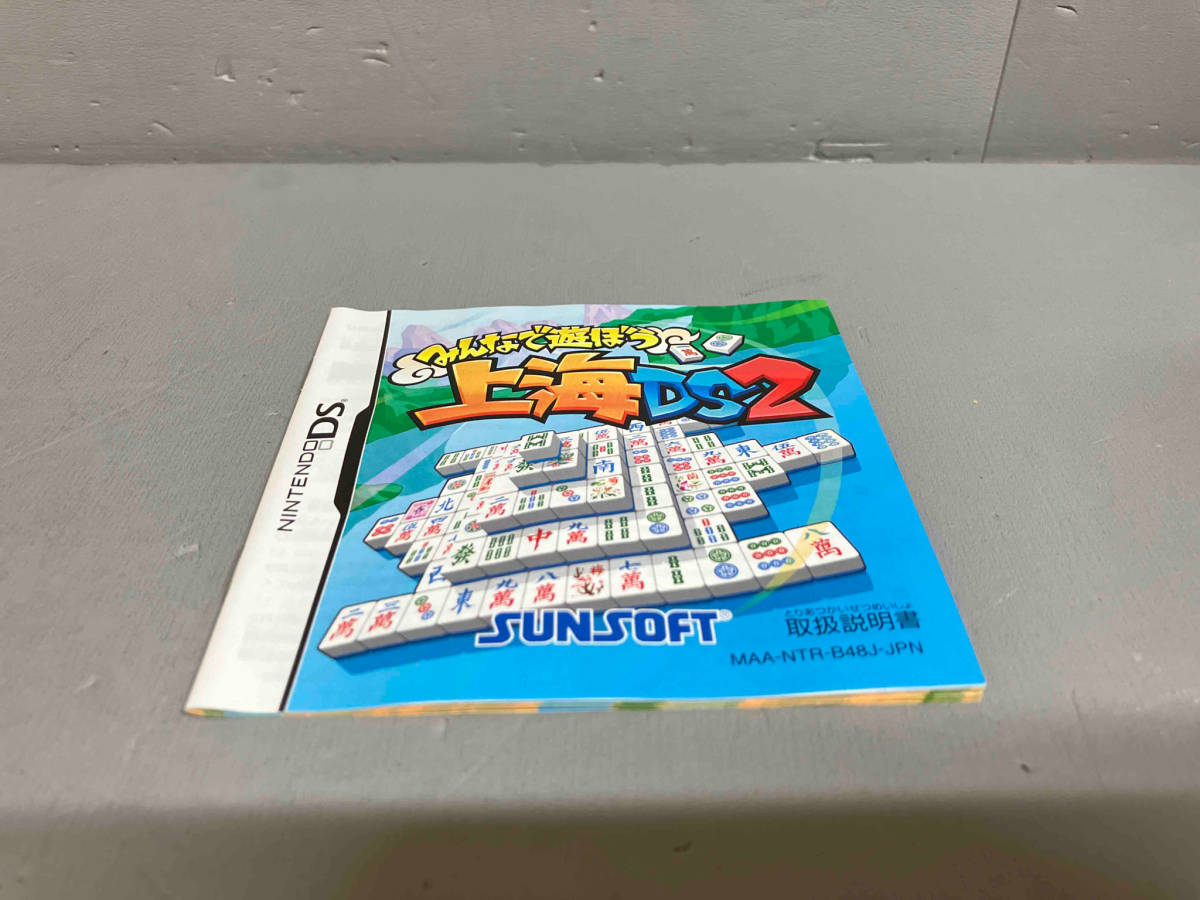 NINTENDO DS®
みんなで遊ぼう
上海DS2
SUNSOFT®
とりあつかいせつめいしょ
取扱説明書
MAA-NTR-B48J-JPN